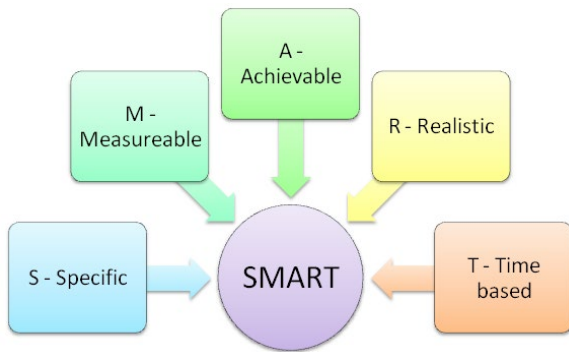 S - Specific
M -
Measureable
A -
Achievable
R - Realistic
T - Time
based
SMART